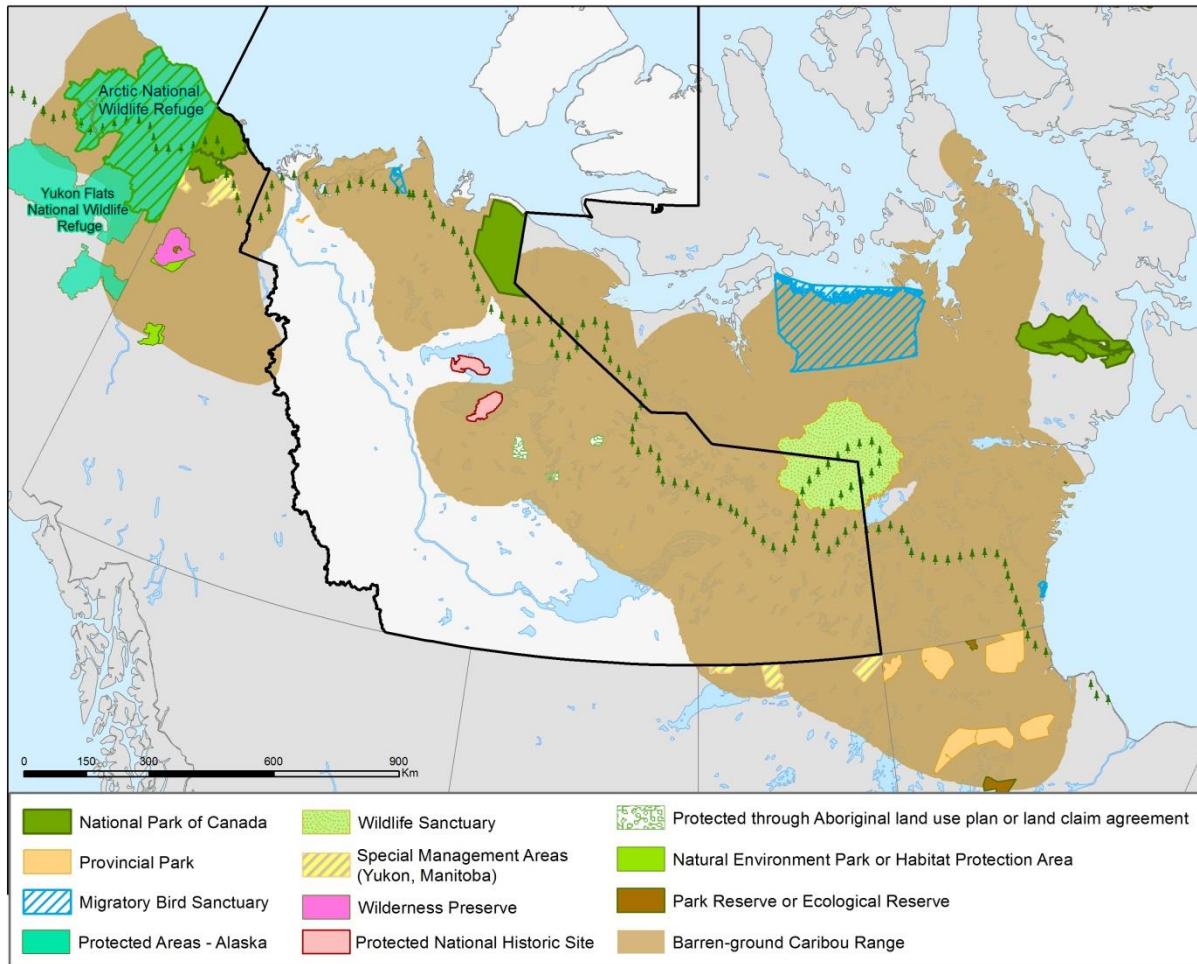 Arctic National
Wildlife Refuge
Yukon Flats
National Wildlife
Refuge
0 150 300 600 900
Km
National Park of Canada
Provincial Park
Migratory Bird Sanctuary
Protected Areas - Alaska
Wildlife Sanctuary
Special Management Areas
(Yukon, Manitoba)
Wilderness Preserve
Protected National Historic Site
Protected through Aboriginal land use plan or land claim agreement
Natural Environment Park or Habitat Protection Area
Park Reserve or Ecological Reserve
Barren-ground Caribou Range